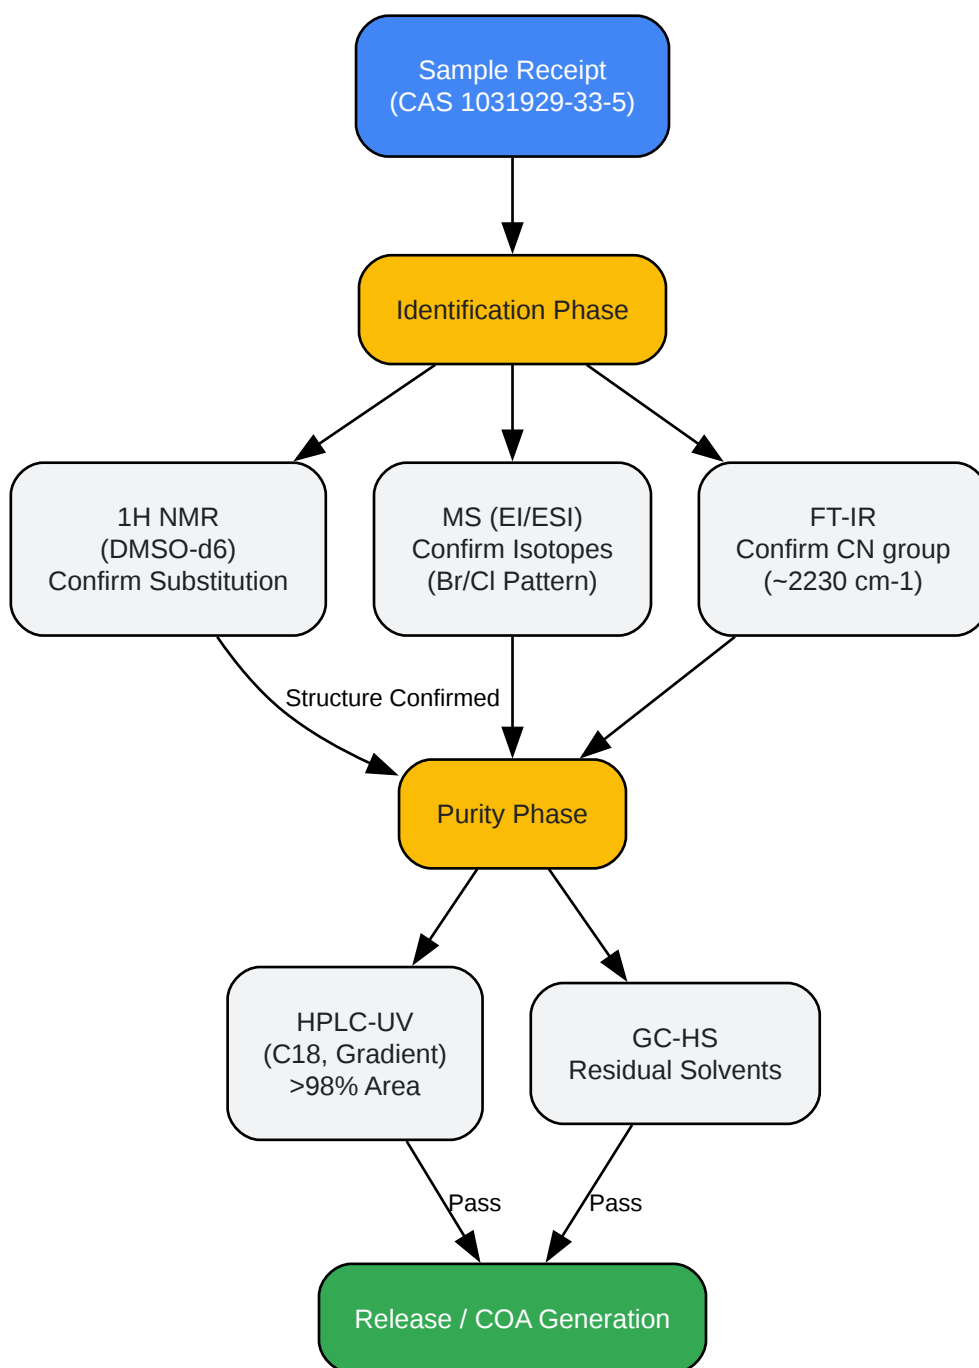 Sample Receipt
(CAS 1031929-33-5)
Identification Phase
1H NMR
(DMSO-d6)
Confirm Substitution
MS (EI/ESI)
Confirm Isotopes
(Br/Cl Pattern)
FT-IR
Confirm CN group
(~2230 cm-1)
Structure Confirmed
Purity Phase
HPLC-UV
(C18, Gradient)
>98% Area
GC-HS
Residual Solvents
Pass
Pass
Release / COA Generation